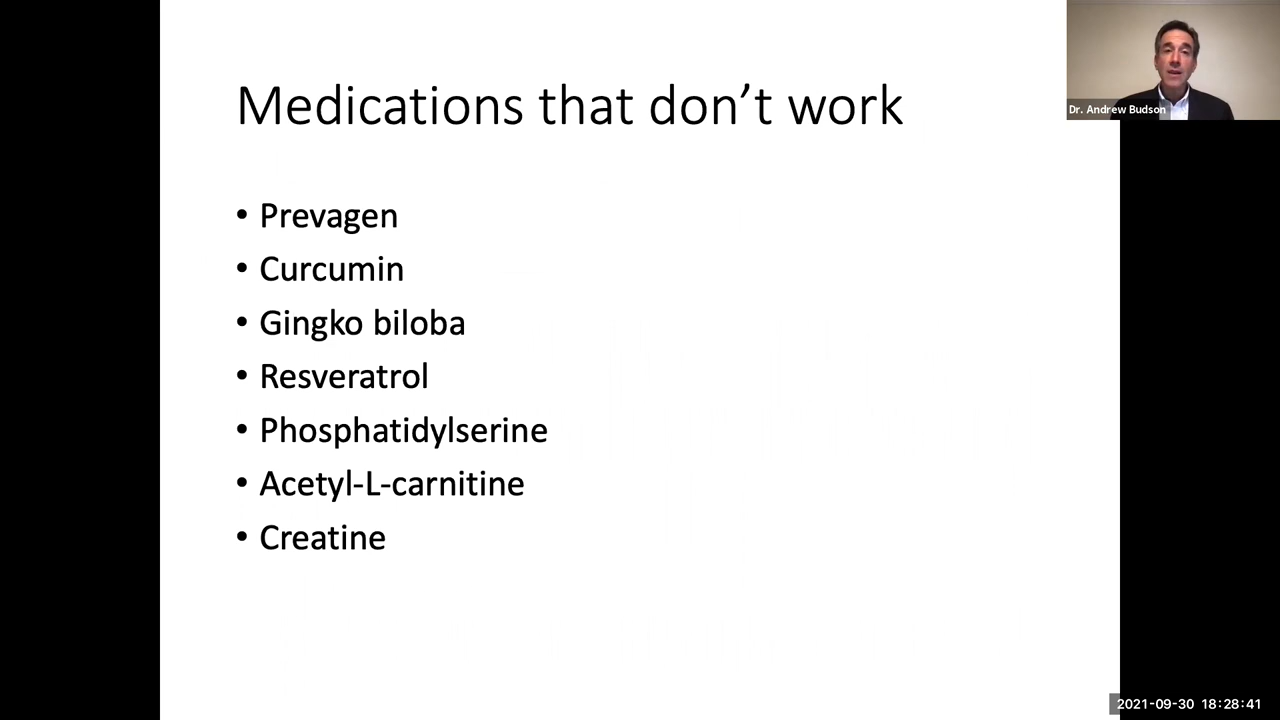 Medications that don’t work
• Prevagen
• Curcumin
• Gingko biloba
• Resveratrol
• Phosphatidylserine
• Acetyl-L-carnitine
• Creatine
Dr. Andrew Budson
2021-09-30 18:28:41